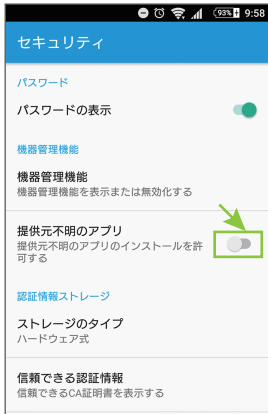 93% 9:58
セキュリティ
パスワード
パスワードの表示
機器管理機能
機器管理機能
機器管理機能を表示または無効化する
提供元不明のアプリ
提供元不明のアプリのインストールを許
可する
認証情報ストレージ
ストレージのタイプ
ハードウェア式
信頼できる認証情報
信頼できるCA証明書を表示する